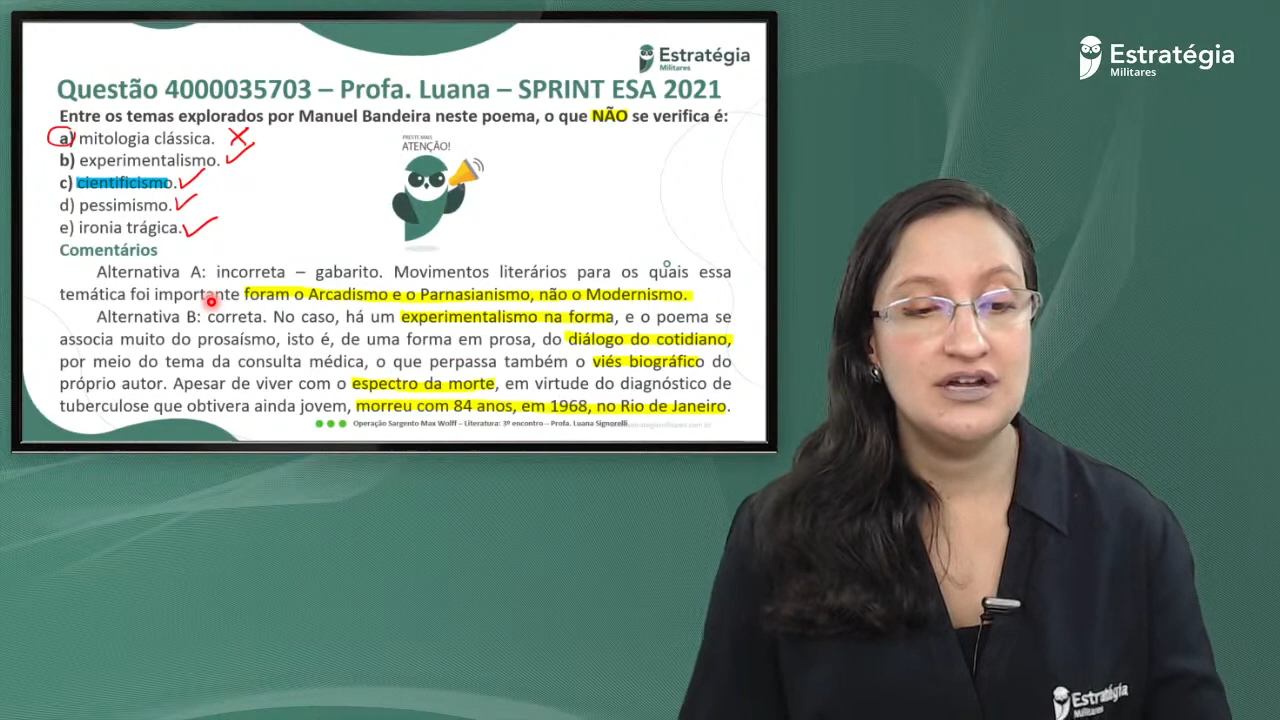 Estratégia
Militares
Questão 4000035703 – Profa. Luana – SPRINT ESA 2021
Entre os temas explorados por Manuel Bandeira neste poema, o que NÃO se verifica é:
a) mitologia clássica.
b) experimentalismo.
c) cientificismo.
d) pessimismo.
e) ironia trágica.
PRESTE MAIS
ATENÇÃO!
Comentários
Alternativa A: incorreta – gabarito. Movimentos literários para os quais essa
temática foi importante foram o Arcadismo e o Parnasianismo, não o Modernismo.
Alternativa B: correta. No caso, há um experimentalismo na forma, e o poema se
associa muito do prosaísmo, isto é, de uma forma em prosa, do diálogo do cotidiano,
por meio do tema da consulta médica, o que perpassa também o viés biográfico do
próprio autor. Apesar de viver com o espectro da morte, em virtude do diagnóstico de
tuberculose que obtivera ainda jovem, morreu com 84 anos, em 1968, no Rio de Janeiro.
Operação Sargento Max Wolff – Literatura: 3º encontro – Profa. Luana Signorelli
Estratégia
Militares
Estratégia
Militares